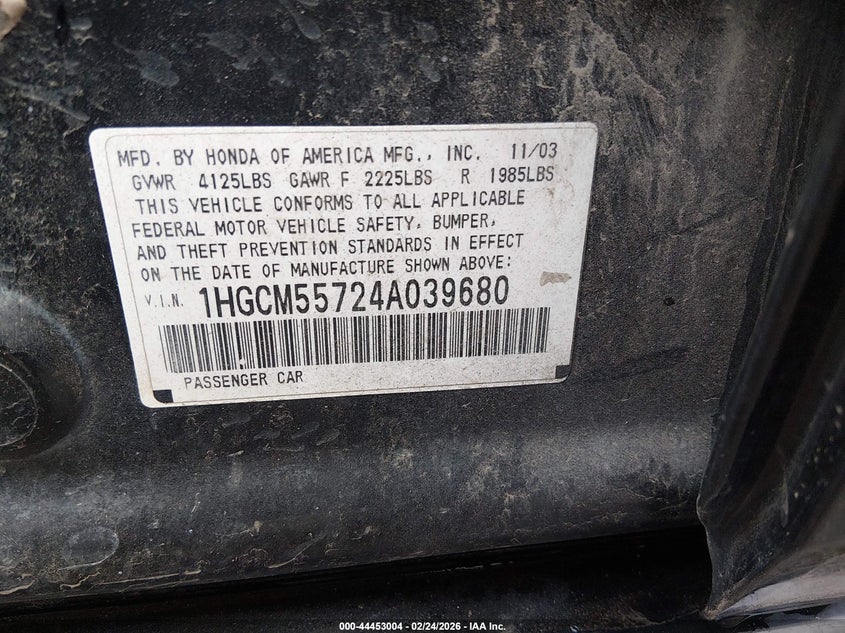 MFD. BY HONDA OF AMERICA MFG., INC. 11/03
GVWR 4125LBS GAWR F 2225LBS R 1985LBS
THIS VEHICLE CONFORMS TO ALL APPLICABLE
FEDERAL MOTOR VEHICLE SAFETY, BUMPER,
AND THEFT PREVENTION STANDARDS IN EFFECT
ON THE DATE OF MANUFACTURE SHOWN ABOVE:
V.I.N. 1HGCM55724A039680
PASSENGER CAR
000-44453004 - 02/24/2026 - IAA Inc.